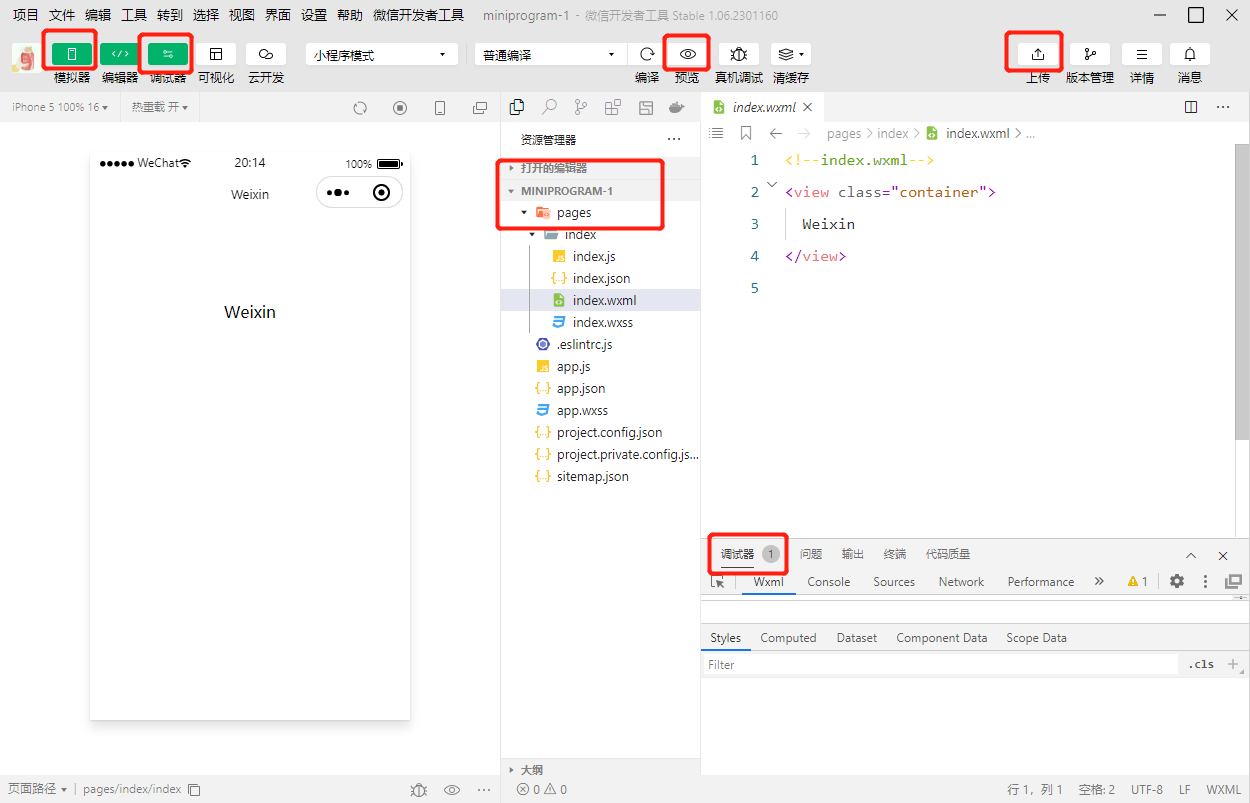 项目 文件 编辑 工具 转到 选择 视图 界面 设置 帮助 微信开发者工具 miniprogram-1 - 微信开发者工具 Stable 1.06.2301160
模拟器 编辑器 调试器 可视化 云开发 小程序模式 普通编译 编译 预览 真机调试 清缓存 上传 版本管理 详情 消息
iPhone 5 100% 16 热重载 开
WeChat 20:14 100%
Weixin
Weixin
资源管理器 ...
打开的编辑器
MINIPROGRAM-1
pages
index
index.js
index.json
index.wxml
index.wxss
.eslintrc.js
app.js
app.json
app.wxss
project.config.json
project.private.config.js...
sitemap.json
大纲
index.wxml
pages > index > index.wxml > ...
1 <!--index.wxml-->
2 <view class="container">
3 Weixin
4 </view>
5
调试器 1 问题 输出 终端 代码质量
Wxml Console Sources Network Performance » 1
Styles Computed Dataset Component Data Scope Data
Filter .cls +
页面路径 | pages/index/index 0 0 行 1，列 1 空格: 2 UTF-8 LF WXML